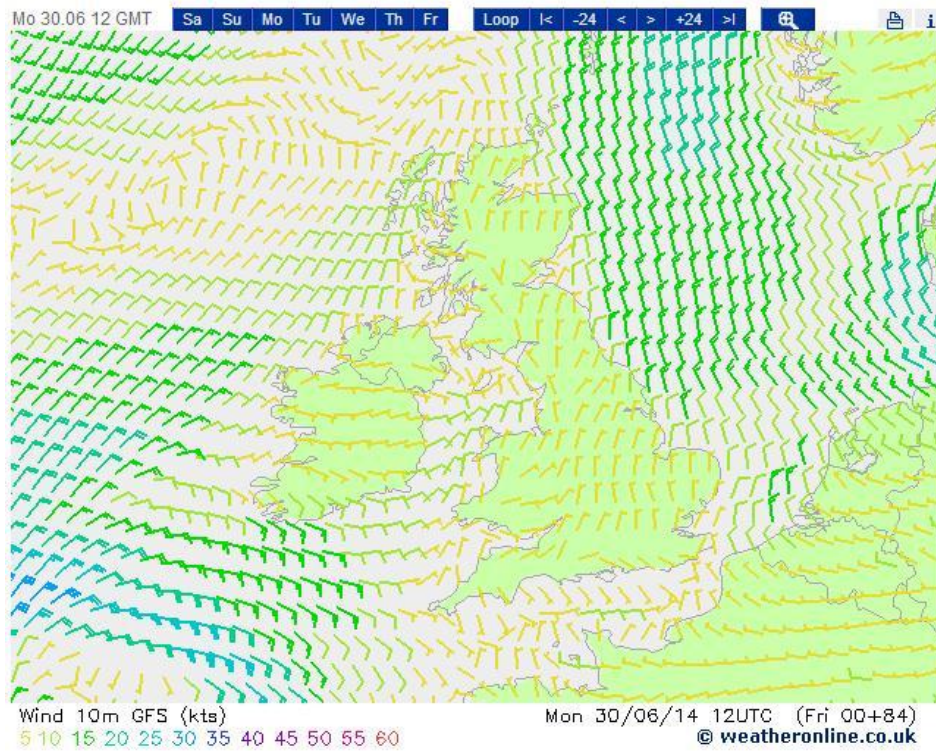 Mo 30.06 12 GMT Sa Su Mo Tu We Th Fr Loop |< -24 < > +24 >| i
Wind 10m GFS (kts) Mon 30/06/14 12UTC (Fri 00+84)
5 10 15 20 25 30 35 40 45 50 55 60 © weatheronline.co.uk